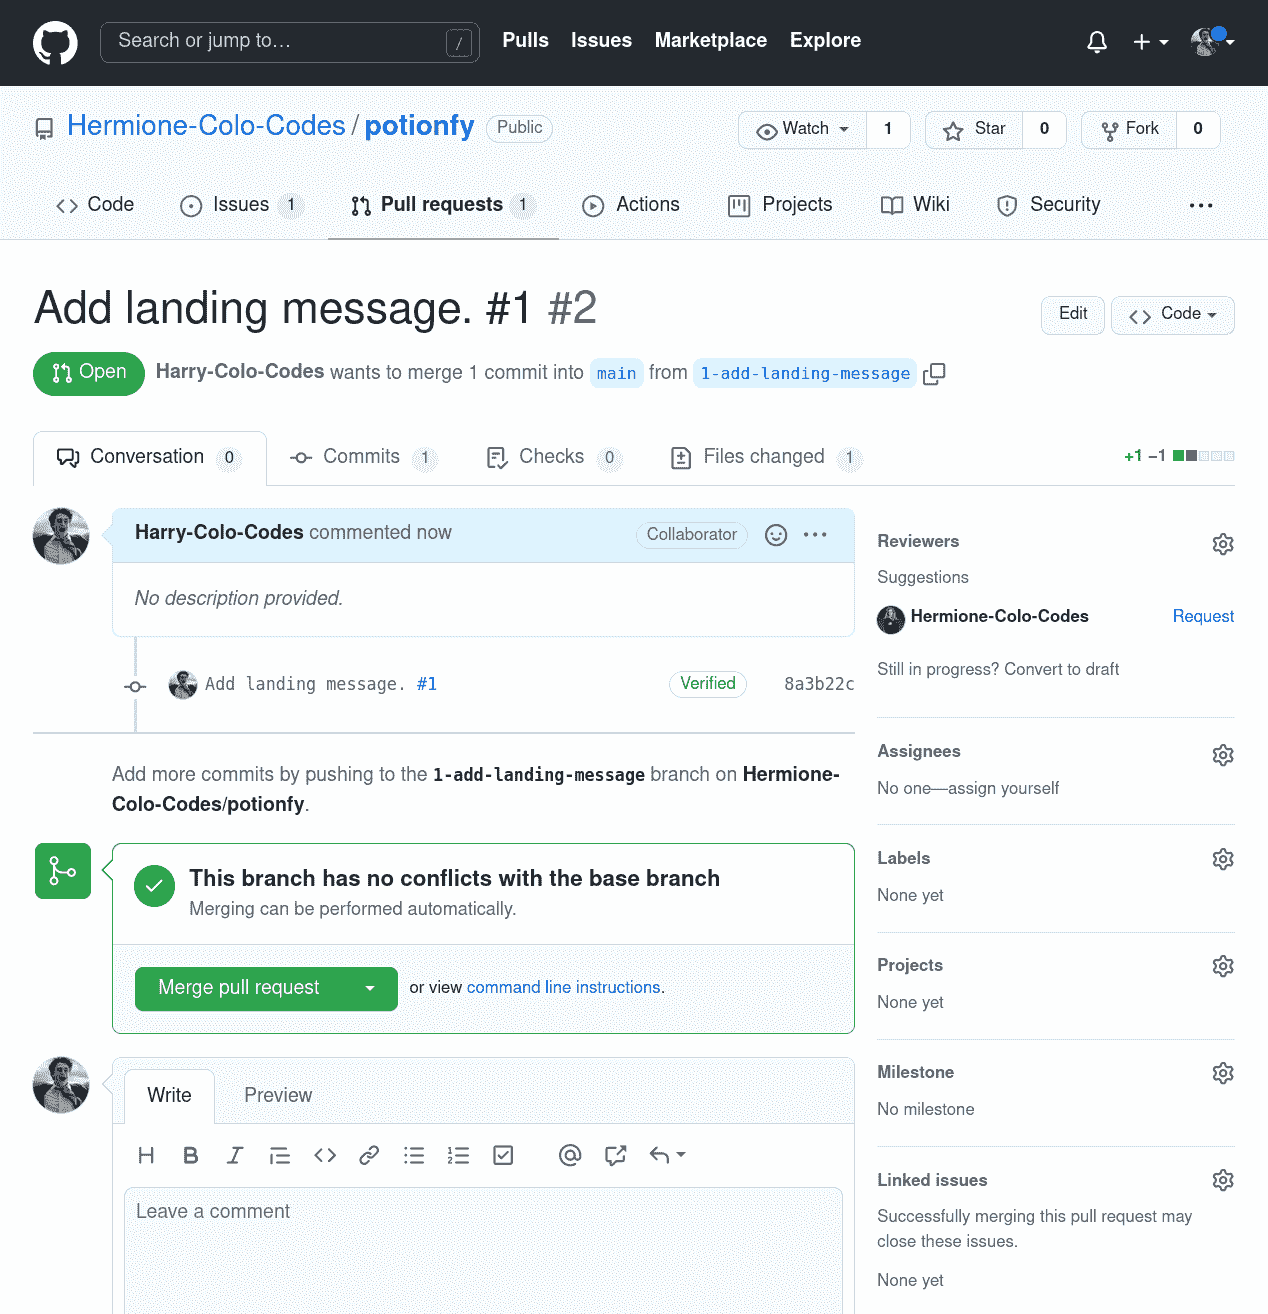 Search or jump to… /
Pulls Issues Marketplace Explore
Hermione-Colo-Codes / potionfy Public
Watch 1 Star 0 Fork 0
Code Issues 1 Pull requests 1 Actions Projects Wiki Security
Add landing message. #1 #2
Edit Code
Open Harry-Colo-Codes wants to merge 1 commit into main from 1-add-landing-message
Conversation 0 Commits 1 Checks 0 Files changed 1 +1 −1
Harry-Colo-Codes commented now Collaborator
No description provided.
Add landing message. #1 Verified 8a3b22c
Add more commits by pushing to the 1-add-landing-message branch on Hermione-
Colo-Codes/potionfy.
This branch has no conflicts with the base branch
Merging can be performed automatically.
Merge pull request or view command line instructions.
Write Preview
Leave a comment
Reviewers
Suggestions
Hermione-Colo-Codes Request
Still in progress? Convert to draft
Assignees
No one—assign yourself
Labels
None yet
Projects
None yet
Milestone
No milestone
Linked issues
Successfully merging this pull request may
close these issues.
None yet